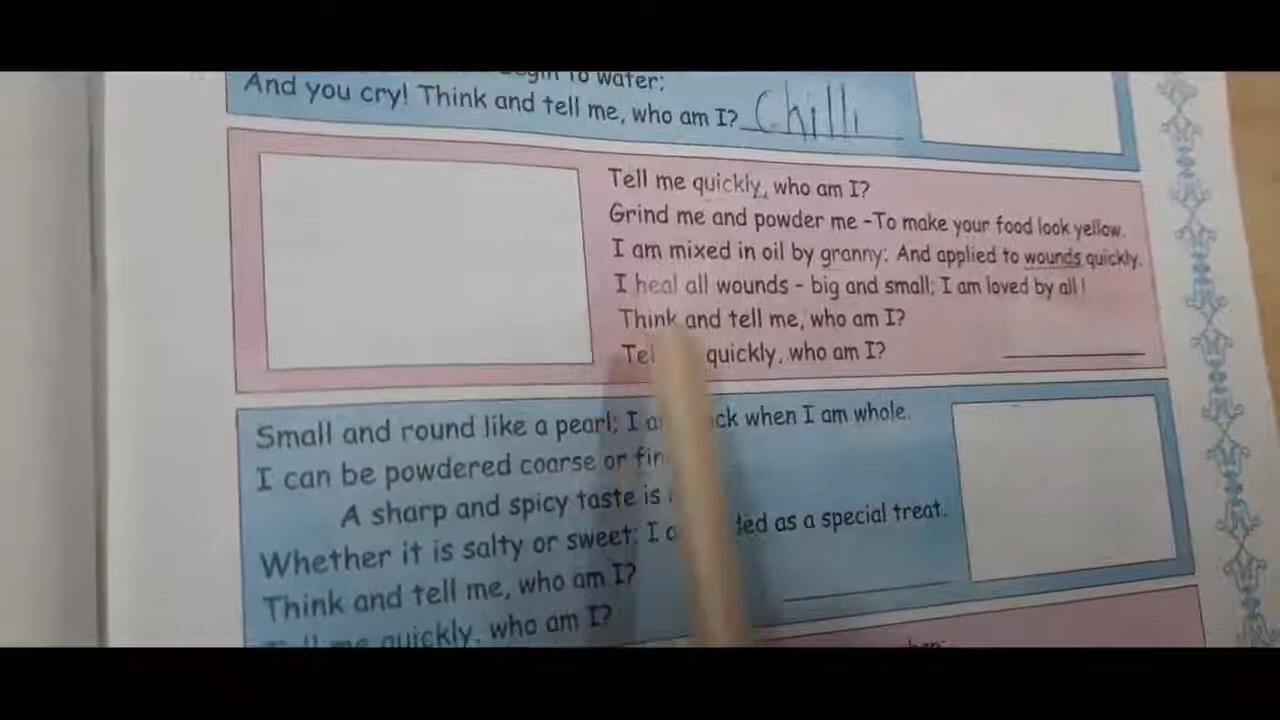 to water;
And you cry! Think and tell me, who am I? Chilli
Tell me quickly, who am I?
Grind me and powder me -To make your food look yellow.
I am mixed in oil by granny; And applied to wounds quickly.
I heal all wounds - big and small; I am loved by all!
Think and tell me, who am I?
quickly, who am I?
Small and round like a pearl; I when I am whole.
I can be powdered coarse or
A sharp and spicy taste is
Whether it is salty or sweet; I as a special treat.
Think and tell me, who am I?
quickly, who am I?